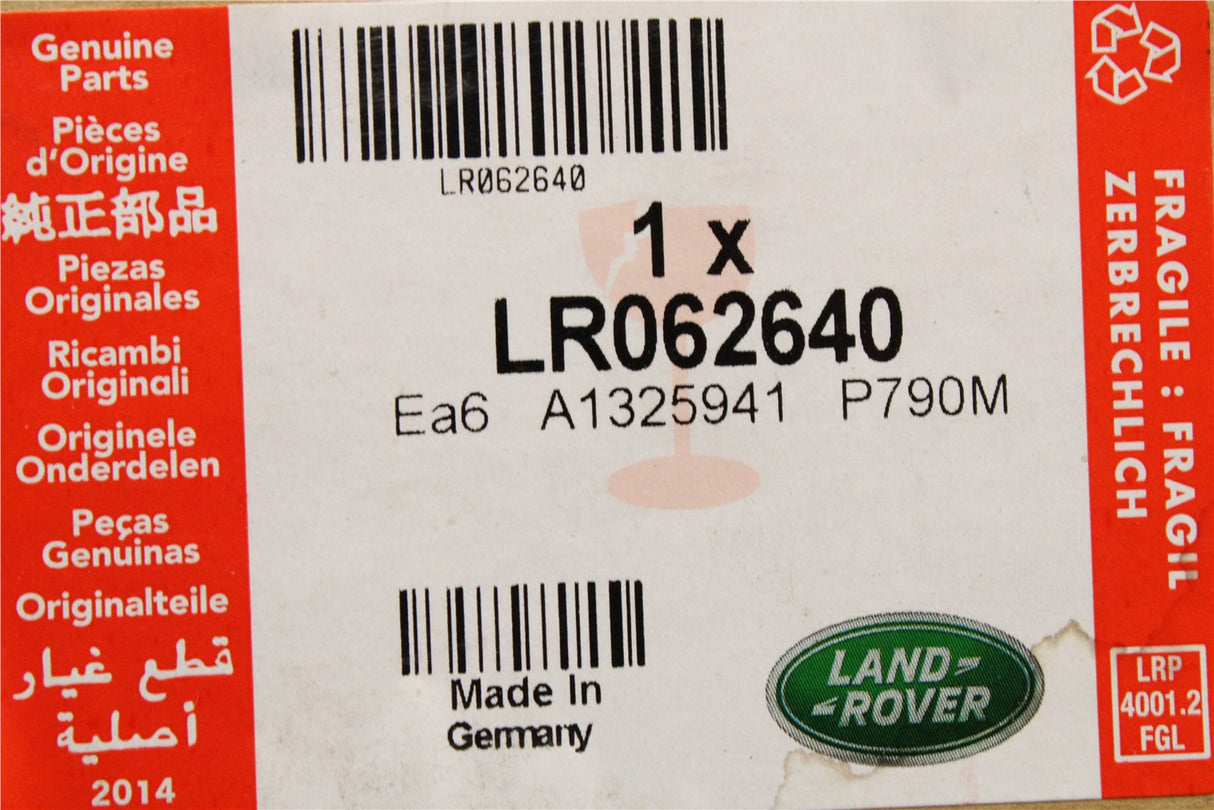 Genuine
Parts
Pièces
d'Origine
純正部品
Piezas
Originales
Ricambi
Originali
Originele
Onderdelen
Peças
Genuinas
Originalteile
قطع غيار
أصلية
2014
LR062640
1 x
LR062640
Ea6 A1325941 P790M
Made In
Germany
LAND
ROVER
FRAGILE : FRAGIL
ZERBRECHLICH
LRP
4001.2
FGL